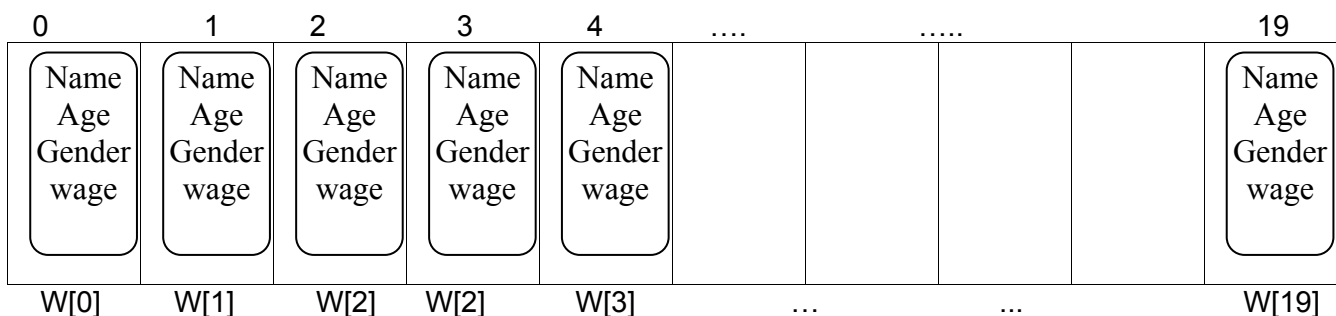 0 1 2 3 4 …. ….. 19
Name Name Name Name Name Name
Age Age Age Age Age Age
Gender Gender Gender Gender Gender Gender
wage wage wage wage wage wage
W[0] W[1] W[2] W[2] W[3] … ... W[19]